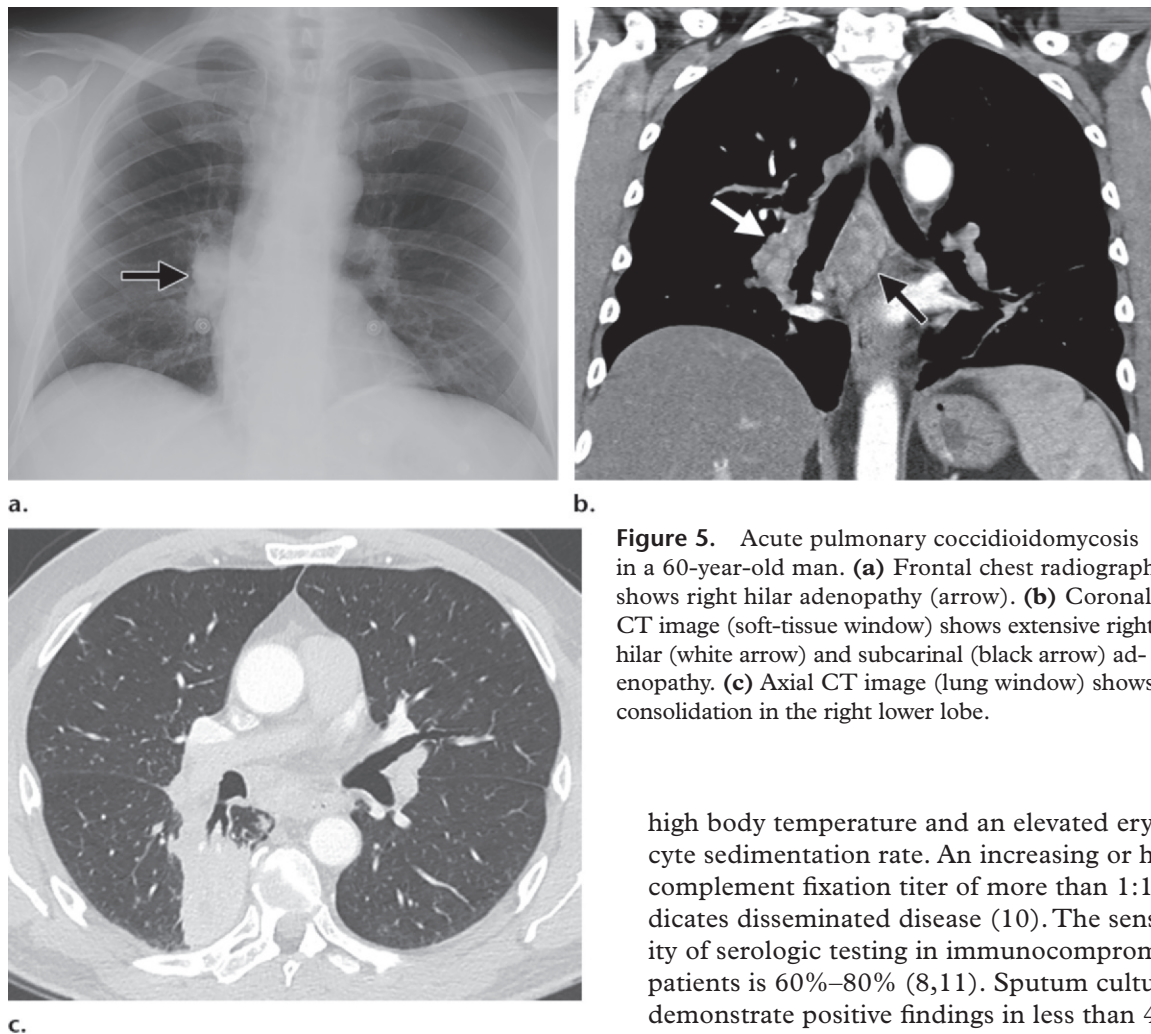 a.
b.
Figure 5. Acute pulmonary coccidioidomycosis
in a 60-year-old man. (a) Frontal chest radiograph
shows right hilar adenopathy (arrow). (b) Coronal
CT image (soft-tissue window) shows extensive right
hilar (white arrow) and subcarinal (black arrow) ad-
enopathy. (c) Axial CT image (lung window) shows
consolidation in the right lower lobe.
high body temperature and an elevated ery
cyte sedimentation rate. An increasing or h
complement fixation titer of more than 1:1
dicates disseminated disease (10). The sens
ity of serologic testing in immunocomprom
patients is 60%–80% (8,11). Sputum cultu
demonstrate positive findings in less than 4
c.